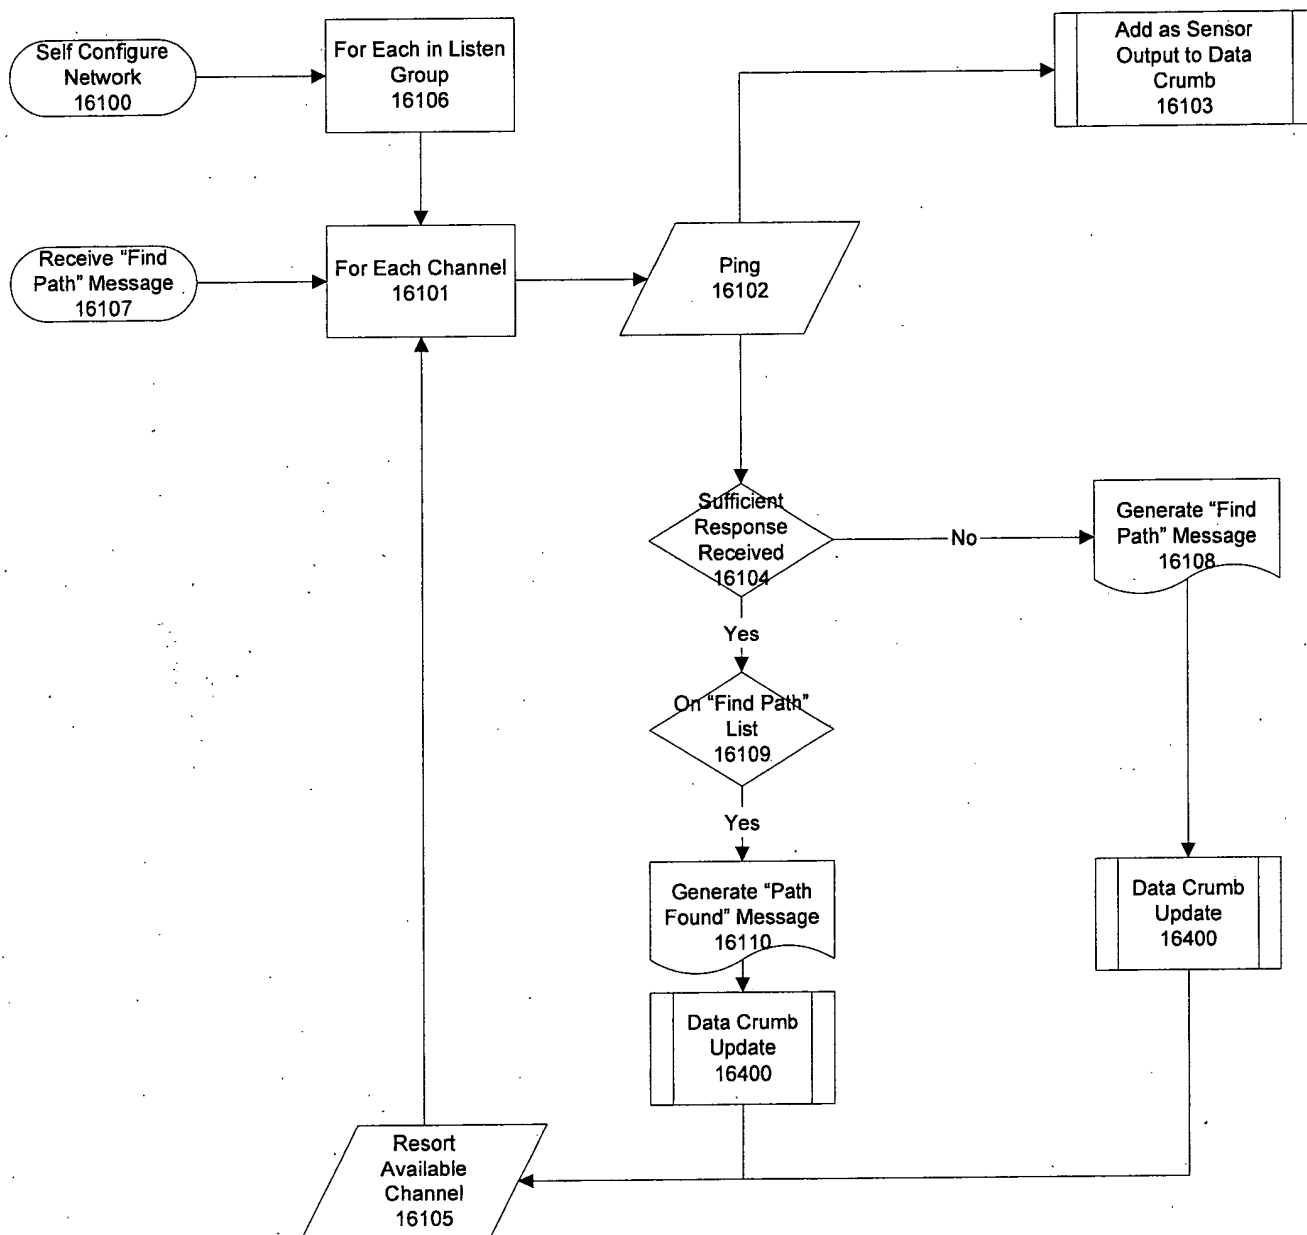 Self Configure
Network
16100
For Each in Listen
Group
16106
Add as Sensor
Output to Data
Crumb
16103
Receive “Find
Path” Message
16107
For Each Channel
16101
Ping
16102
Sufficient
Response
Received
16104
No
Generate “Find
Path” Message
16108
Yes
On “Find Path”
List
16109
Yes
Generate “Path
Found” Message
16110
Data Crumb
Update
16400
Data Crumb
Update
16400
Resort
Available
Channel
16105